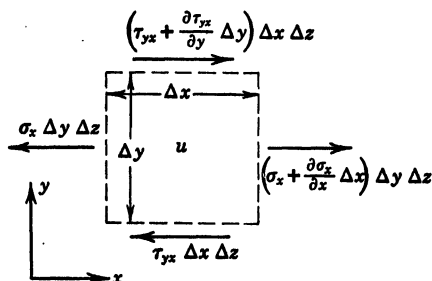 (τ_yx + ∂τ_yx/∂y Δy) Δx Δz
Δx
σ_x Δy Δz
Δy
u
(σ_x + ∂σ_x/∂x Δx) Δy Δz
y
τ_yx Δx Δz
x